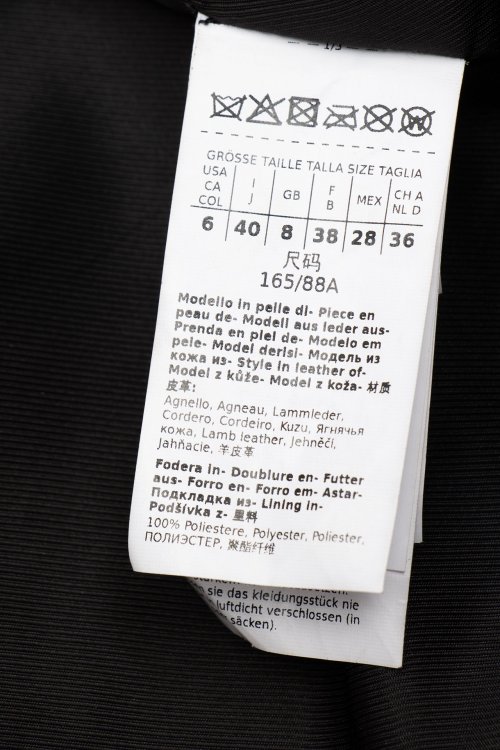 1/3
GRÖSSE TAILLE TALLA SIZE TAGLIA
USA CA COL I J GB F B MEX CH A NL D
6 40 8 38 28 36
尺码
165/88A
Modello in pelle di- Piece en
peau de- Modell aus leder aus-
Prenda en piel de- Modelo em
pele- Model derisi- Модель из
кожа из- Style in leather of-
Model z kůže- Model z koža- 材质
皮革:
Agnello, Agneau, Lammleder,
Cordero, Cordeiro, Kuzu, Ягнячья
кожа, Lamb leather, Jehněčí,
Jahňacie, 羊皮革
Fodera in- Doublure en- Futter
aus- Forro en- Forro em- Astar-
Подкладка из- Lining in-
Podšívka z- 里料
100% Poliestere, Polyester, Poliester,
ПОЛИЭСТЕР, 聚酯纤维
sie das kleidungsstück nie
luftdicht verschlossen (in
säcken).